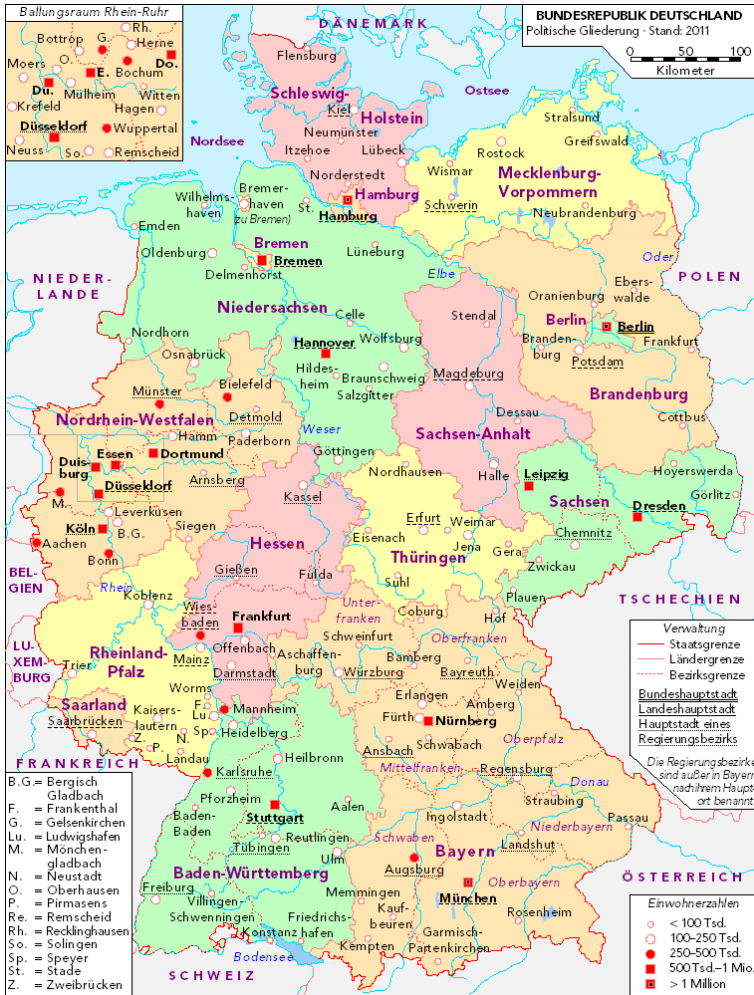 Ballungsraum Rhein-Ruhr
Bottrop
G.
Rh.
Herne
Moers
O.
E.
Bochum
Do.
Du.
Mülheim
Witten
Krefeld
Hagen
Düsseldorf
Wuppertal
Neuss
So.
Remscheid
DÄNEMARK
BUNDESREPUBLIK DEUTSCHLAND
Politische Gliederung · Stand: 2011
0
50
100
Kilometer
Flensburg
Schleswig-
Holstein
Kiel
Ostsee
Nordsee
Neumünster
Itzehoe
Lübeck
Norderstedt
Hamburg
Hamburg
Stralsund
Greifswald
Rostock
Wismar
Mecklenburg-
Vorpommern
Schwerin
Neubrandenburg
Wilhelms-
haven
Bremer-
haven
(zu Bremen)
St.
Emden
Oldenburg
Bremen
Bremen
Delmenhorst
Lüneburg
Elbe
Oder
POLEN
NIEDER-
LANDE
Niedersachsen
Celle
Stendal
Oranienburg
Ebers-
walde
Berlin
Berlin
Branden-
burg
Potsdam
Frankfurt
Nordhorn
Osnabrück
Hannover
Wolfsburg
Hildes-
heim
Braunschweig
Salzgitter
Magdeburg
Brandenburg
Münster
Bielefeld
Detmold
Nordrhein-Westfalen
Hamm
Paderborn
Weser
Dessau
Cottbus
Sachsen-Anhalt
Essen
Duis-
burg
Dortmund
Göttingen
Nordhausen
Halle
Leipzig
Hoyerswerda
Görlitz
Düsseldorf
Arnsberg
Kassel
Sachsen
Dresden
M.
Leverkusen
Köln
B.G.
Siegen
Aachen
Bonn
Hessen
Eisenach
Erfurt
Weimar
Jena
Gera
Chemnitz
Thüringen
Zwickau
Suhl
Plauen
BEL-
GIEN
Rhein
Gießen
Fulda
Koblenz
TSCHECHIEN
Wies-
baden
Frankfurt
Unter-
franken
Coburg
Hof
LU-
XEM-
BURG
Rheinland-
Pfalz
Mainz
Offenbach
Aschaffen-
burg
Schweinfurt
Oberfranken
Trier
Darmstadt
Würzburg
Bamberg
Bayreuth
Worms
Weiden
Saarland
Saarbrücken
Kaisers-
lautern
F.
Lu.
Mannheim
Erlangen
Amberg
Fürth
Nürnberg
Z.
P.
N.
Sp.
Heidelberg
Landau
Ansbach
Schwabach
Oberpfalz
FRANKREICH
Heilbronn
Mittelfranken
Regensburg
Karlsruhe
Donau
Pforzheim
Stuttgart
Aalen
Ingolstadt
Straubing
Baden-
Baden
Reutlingen
Niederbayern
Passau
Tübingen
Schwaben
Landshut
Ulm
Bayern
Baden-Württemberg
Augsburg
Freiburg
Memmingen
München
Oberbayern
ÖSTERREICH
Villingen-
Schwenningen
Kauf-
beuren
Rosenheim
Konstanz
Friedrichs-
hafen
Kempten
Garmisch-
Partenkirchen
Bodensee
SCHWEIZ
Verwaltung
Staatsgrenze
Ländergrenze
Bezirksgrenze
Bundeshauptstadt
Landeshauptstadt
Hauptstadt eines
Regierungsbezirks
Die Regierungsbezirke
sind außer in Bayern
nach ihrem Haupt-
ort benannt
B.G.= Bergisch
Gladbach
F. = Frankenthal
G. = Gelsenkirchen
Lu. = Ludwigshafen
M. = Mönchen-
gladbach
N. = Neustadt
O. = Oberhausen
P. = Pirmasens
Re. = Remscheid
Rh. = Recklinghausen
So. = Solingen
Sp. = Speyer
St. = Stade
Z. = Zweibrücken
Einwohnerzahlen
< 100 Tsd.
100–250 Tsd.
250–500 Tsd.
500 Tsd.–1 Mio.
> 1 Million